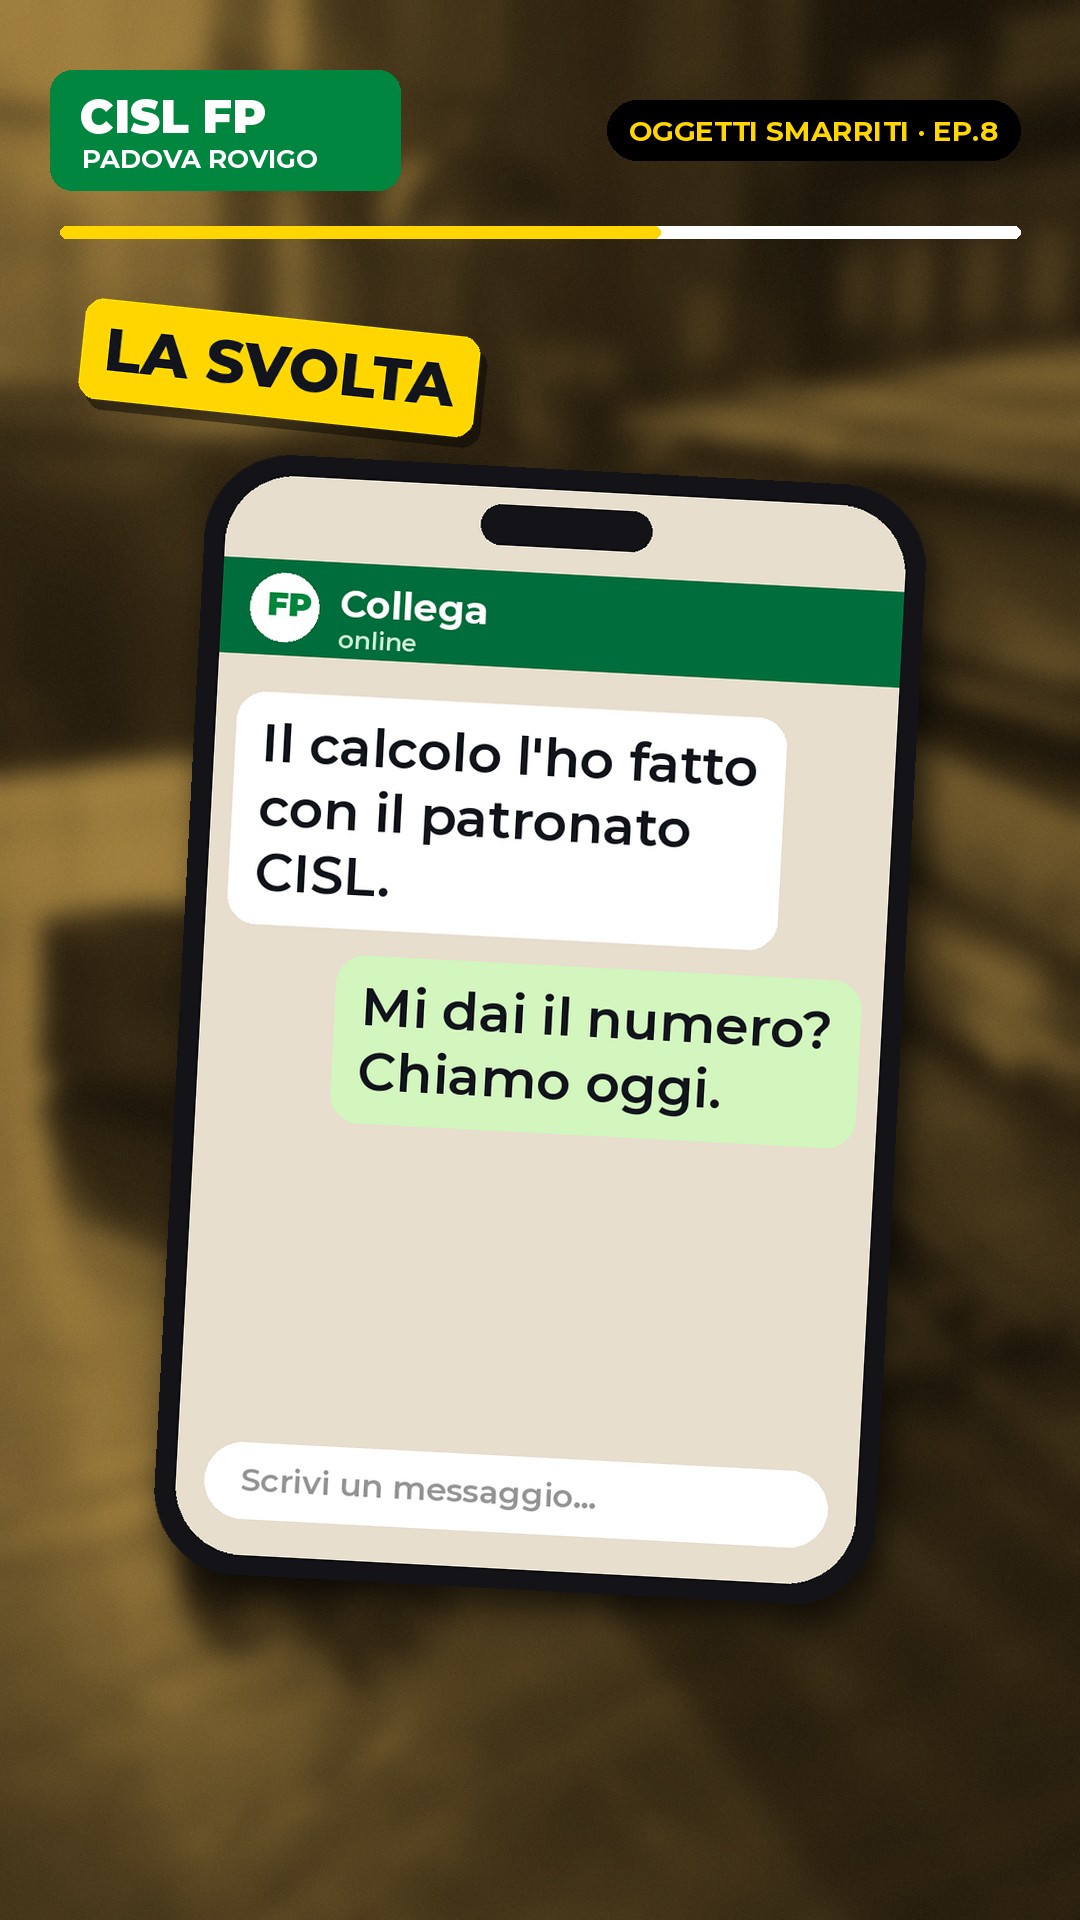 CISL FP
PADOVA ROVIGO
OGGETTI SMARRITI · EP.8
LA SVOLTA
FP
Collega
online
Il calcolo l'ho fatto
con il patronato
CISL.
Mi dai il numero?
Chiamo oggi.
Scrivi un messaggio...